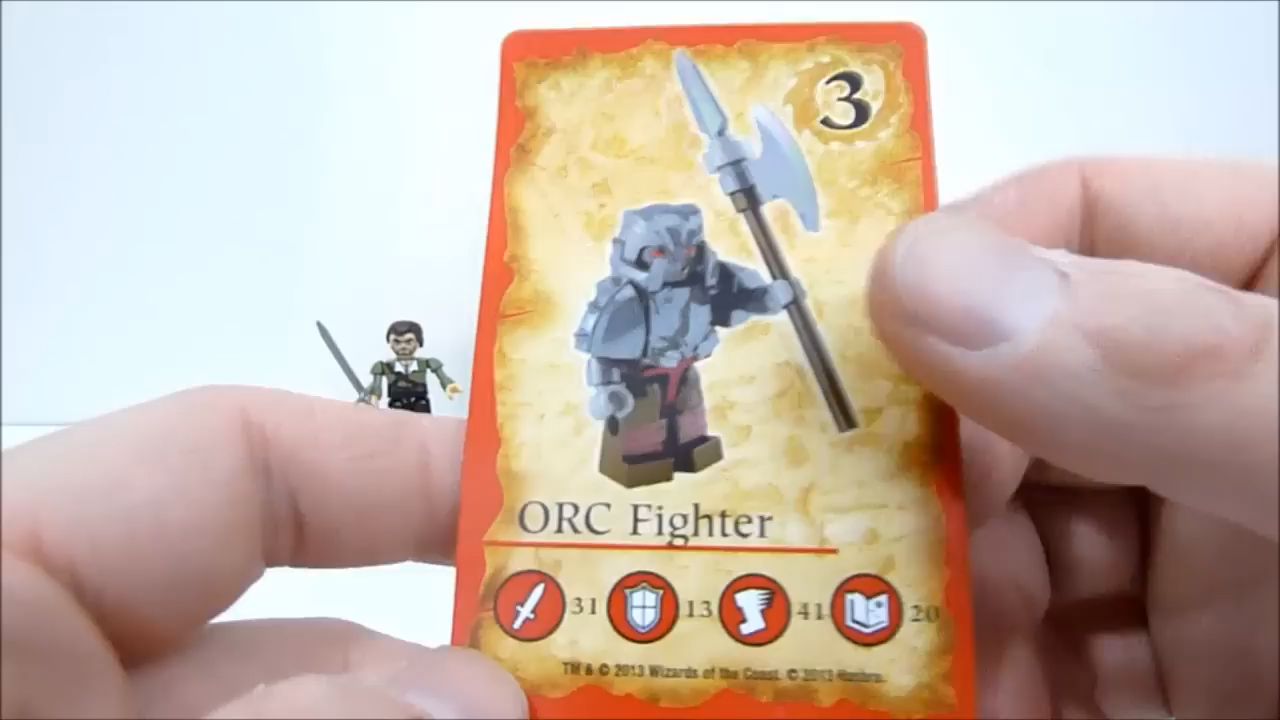 3
ORC Fighter
31 13 41 20
TM & © 2013 Wizards of the Coast. © 2013 Hasbro.